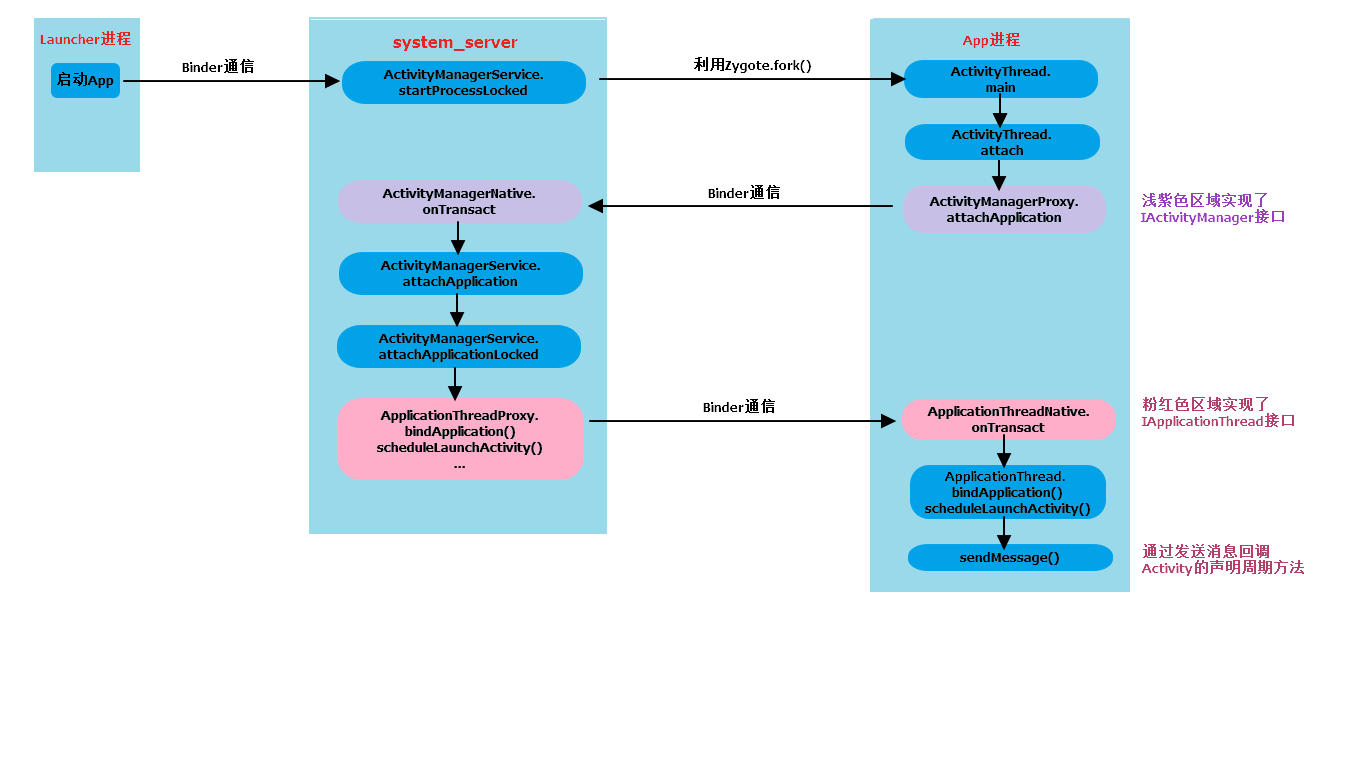 Launcher进程
启动App
Binder通信
system_server
ActivityManagerService.
startProcessLocked
利用Zygote.fork()
App进程
ActivityThread.
main
ActivityThread.
attach
ActivityManagerProxy.
attachApplication
浅紫色区域实现了
IActivityManager接口
Binder通信
ActivityManagerNative.
onTransact
ActivityManagerService.
attachApplication
ActivityManagerService.
attachApplicationLocked
ApplicationThreadProxy.
bindApplication()
scheduleLaunchActivity()
...
Binder通信
ApplicationThreadNative.
onTransact
粉红色区域实现了
IApplicationThread接口
ApplicationThread.
bindApplication()
scheduleLaunchActivity()
sendMessage()
通过发送消息回调
Activity的声明周期方法